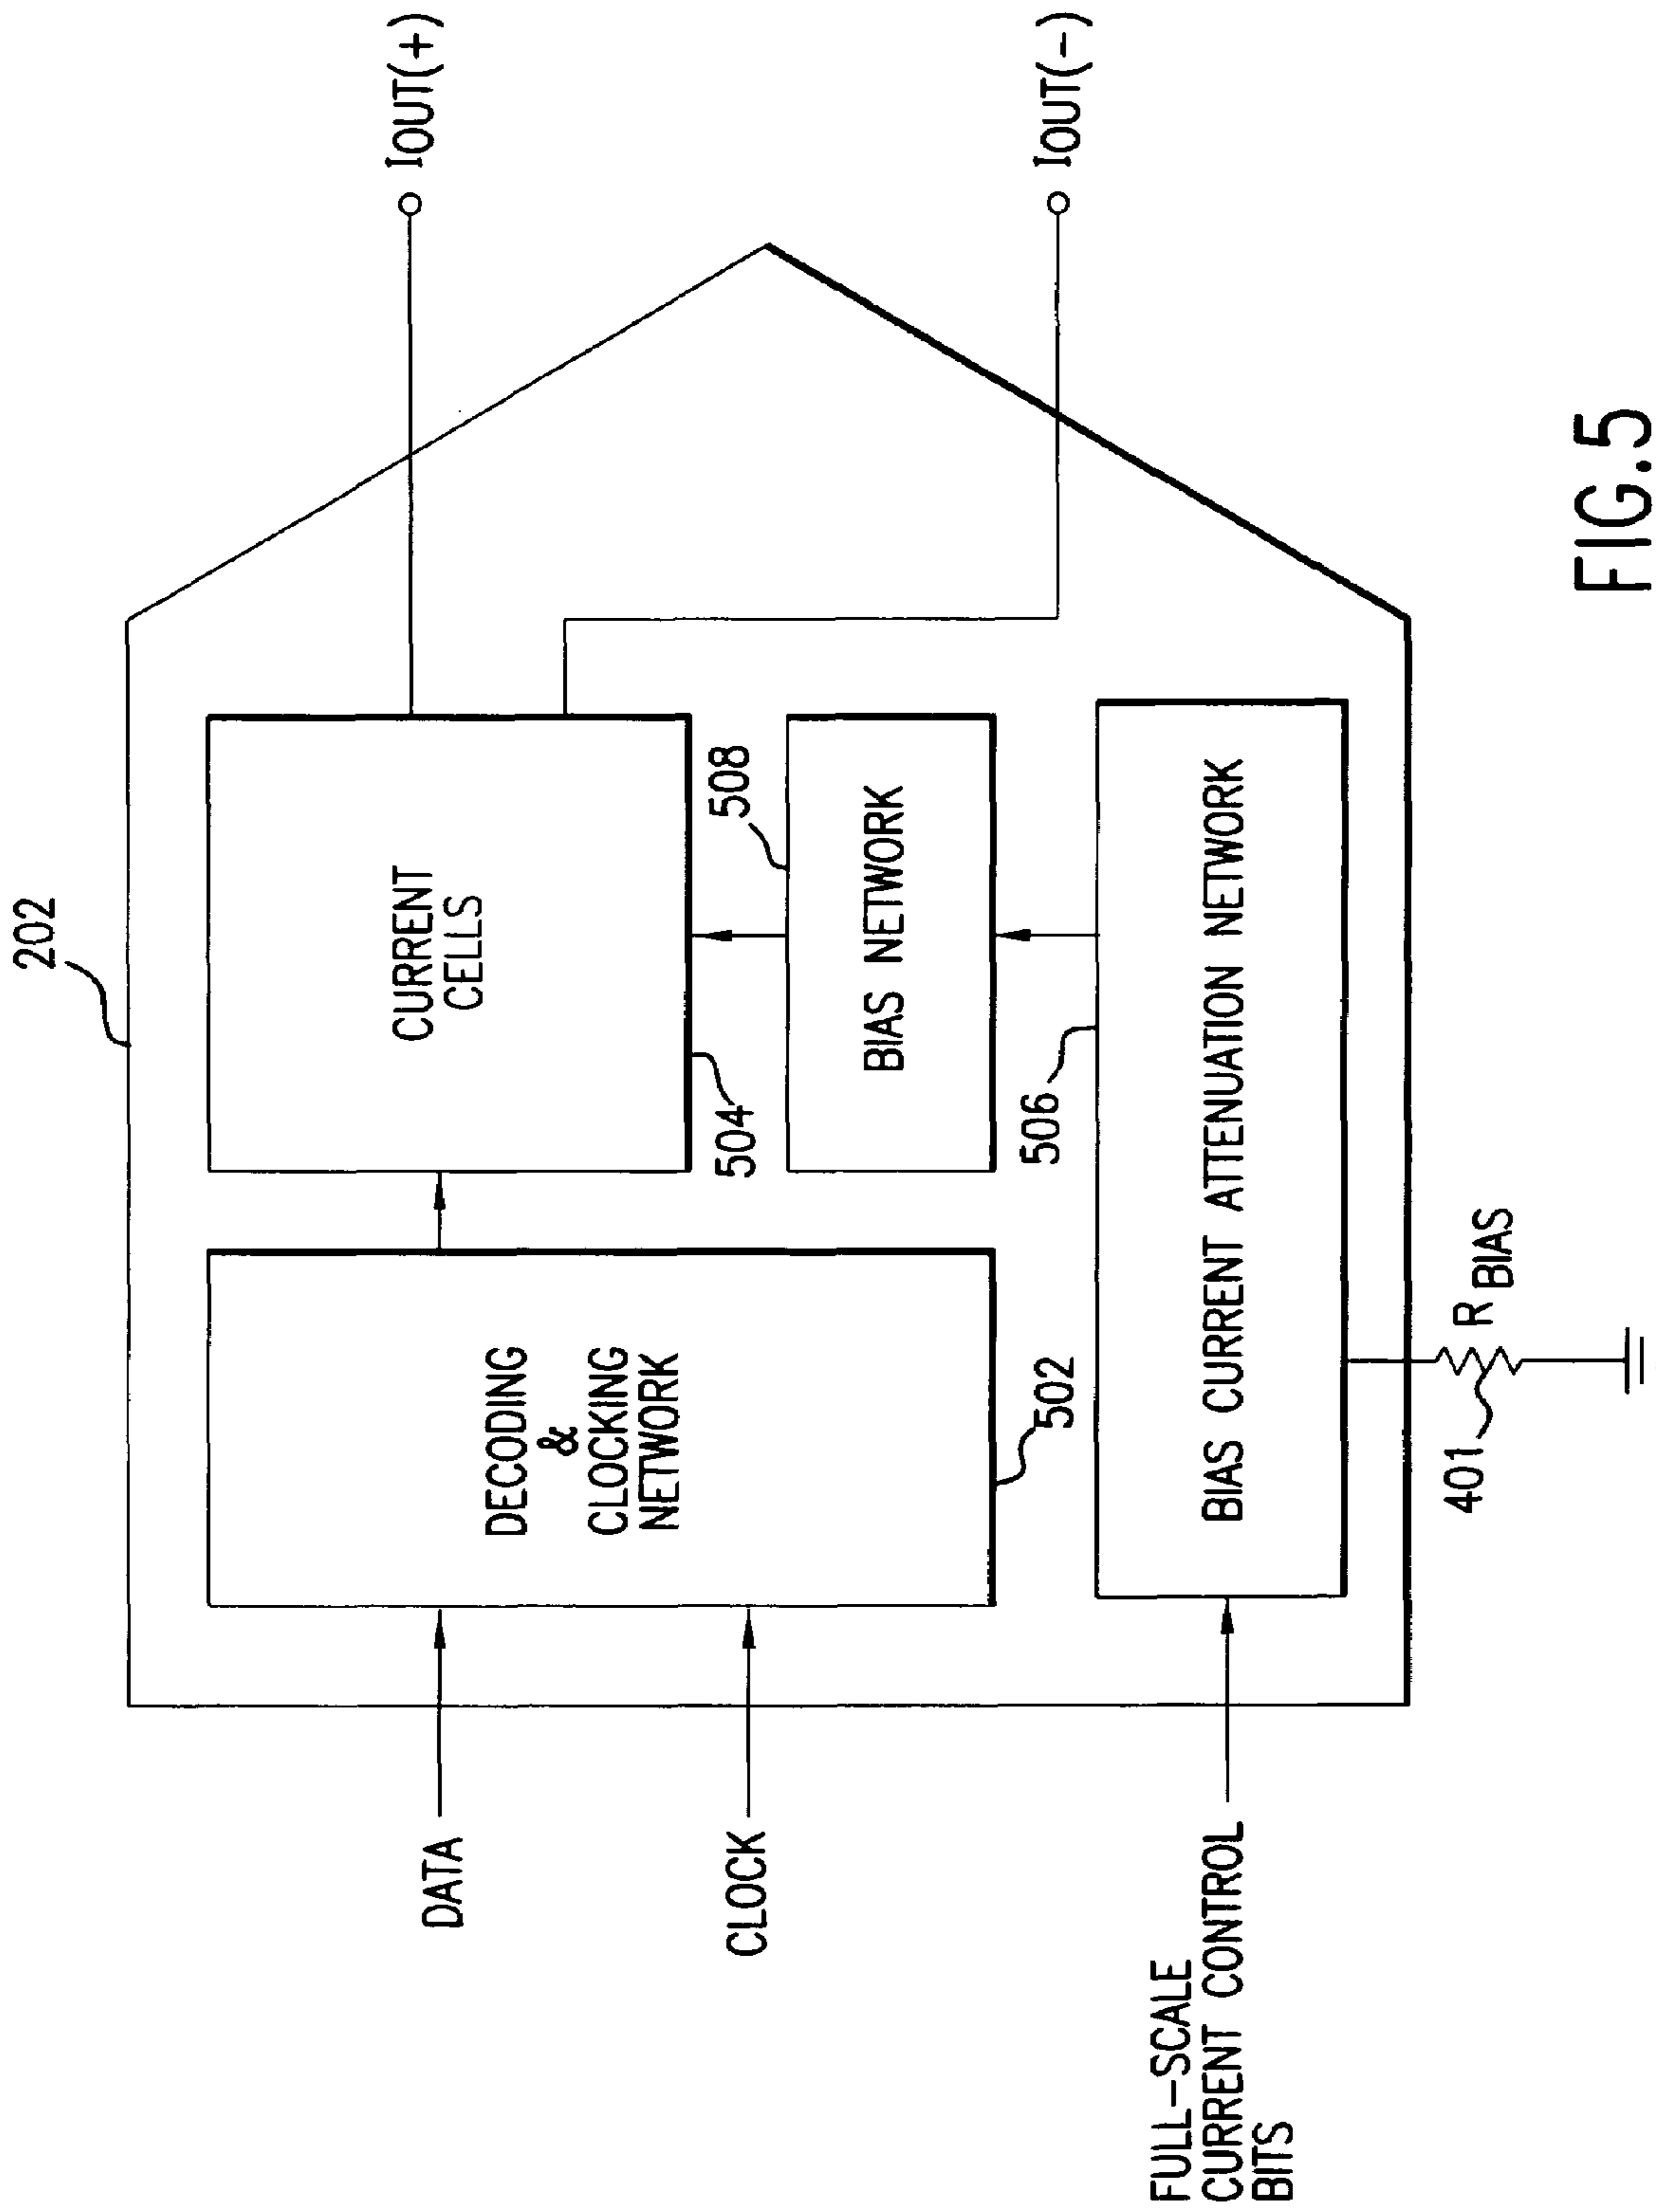 202
IOUT(+)
CURRENT
CELLS
504
508
DATA
DECODING
&
CLOCKING
NETWORK
502
CLOCK
BIAS NETWORK
506
IOUT(-)
FULL-SCALE
CURRENT CONTROL
BITS
BIAS CURRENT ATTENUATION NETWORK
401
R BIAS
FIG.5